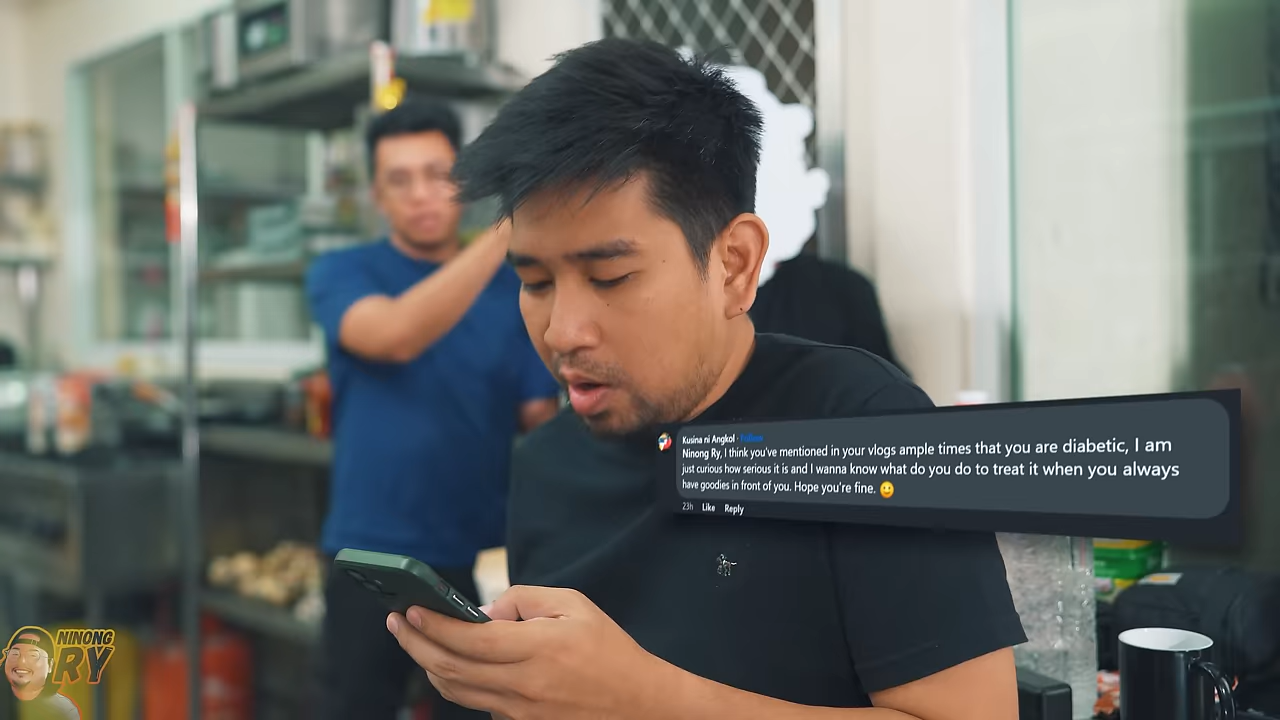 Kusina ni Angkol · Follow
Ninong Ry, I think you've mentioned in your vlogs ample times that you are diabetic, I am
just curious how serious it is and I wanna know what do you do to treat it when you always
have goodies in front of you. Hope you're fine. 🙂
23h Like Reply
NINONG
RY